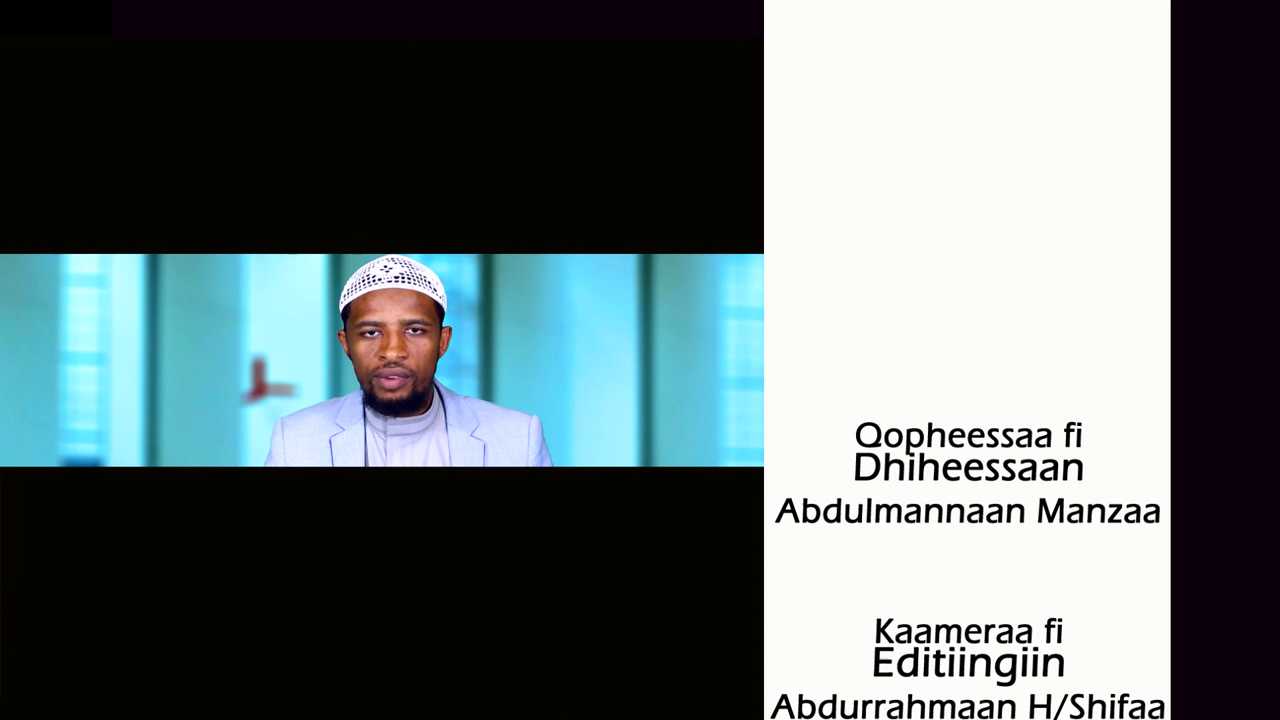 Qopheessaa fi
Dhiheessaan
Abdulmannaan Manzaa
Kaameraa fi
Editiingiin
Abdurrahmaan H/Shifaa